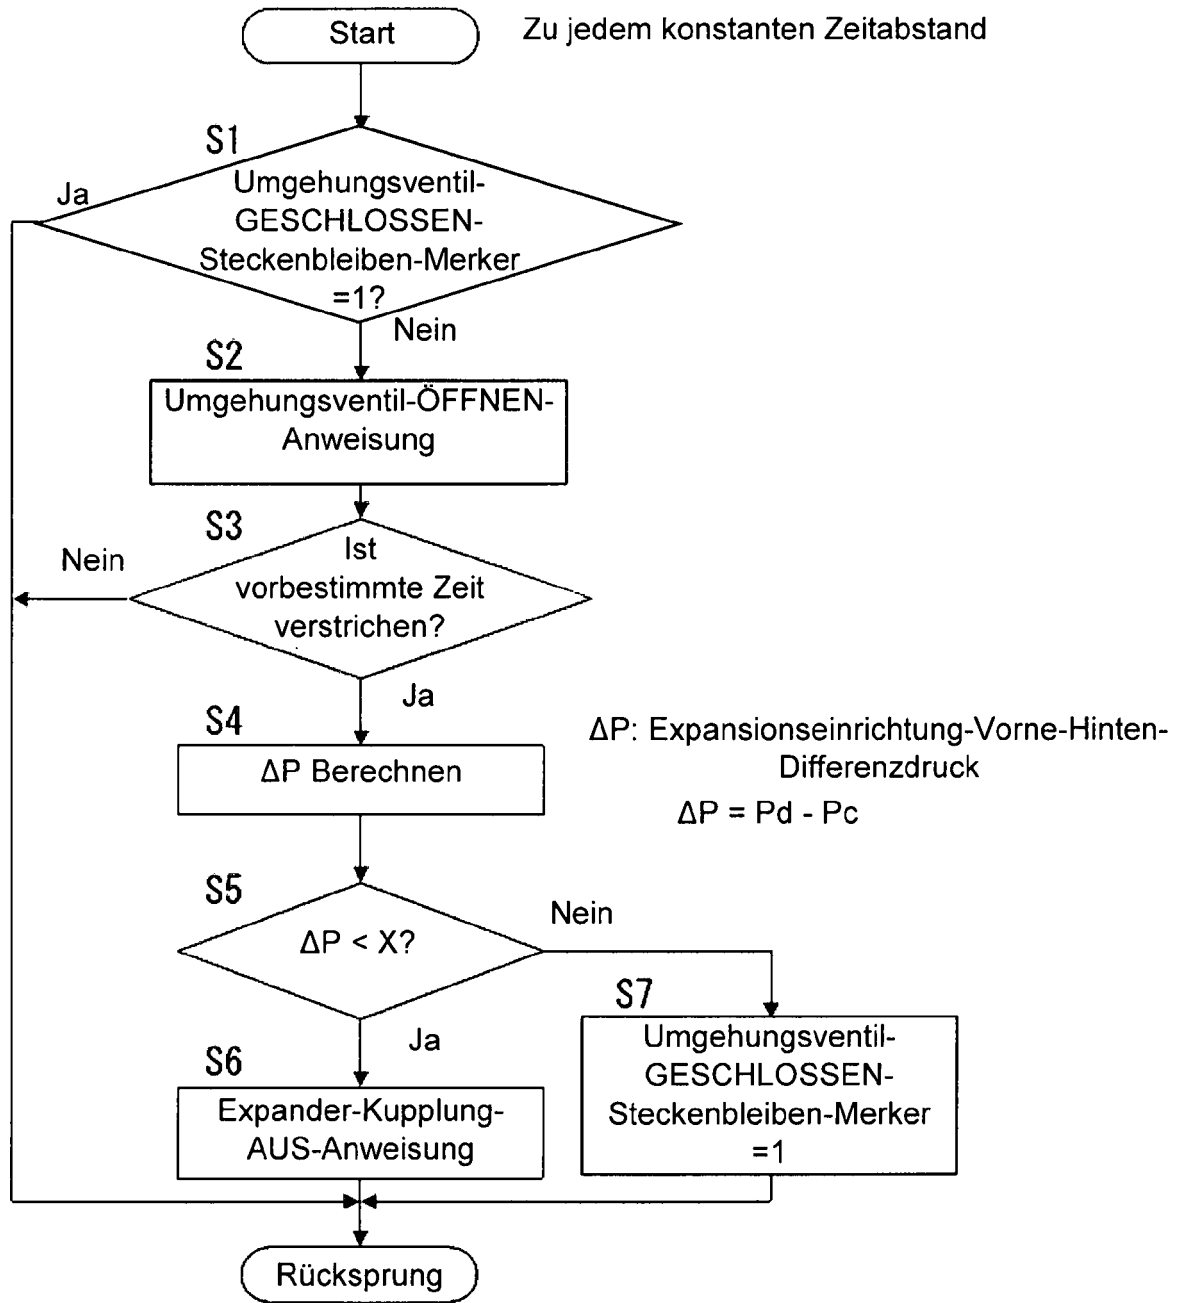 Start
Zu jedem konstanten Zeitabstand
S1
Ja
Umgehungsventil-
GESCHLOSSEN-
Steckenbleiben-Merker
=1?
Nein
S2
Umgehungsventil-ÖFFNEN-
Anweisung
S3
Nein
Ist
vorbestimmte Zeit
verstrichen?
Ja
S4
ΔP Berechnen
ΔP: Expansionseinrichtung-Vorne-Hinten-
Differenzdruck
ΔP = Pd - Pc
S5
Nein
ΔP < X?
Ja
S7
Umgehungsventil-
GESCHLOSSEN-
Steckenbleiben-Merker
=1
S6
Expander-Kupplung-
AUS-Anweisung
Rücksprung